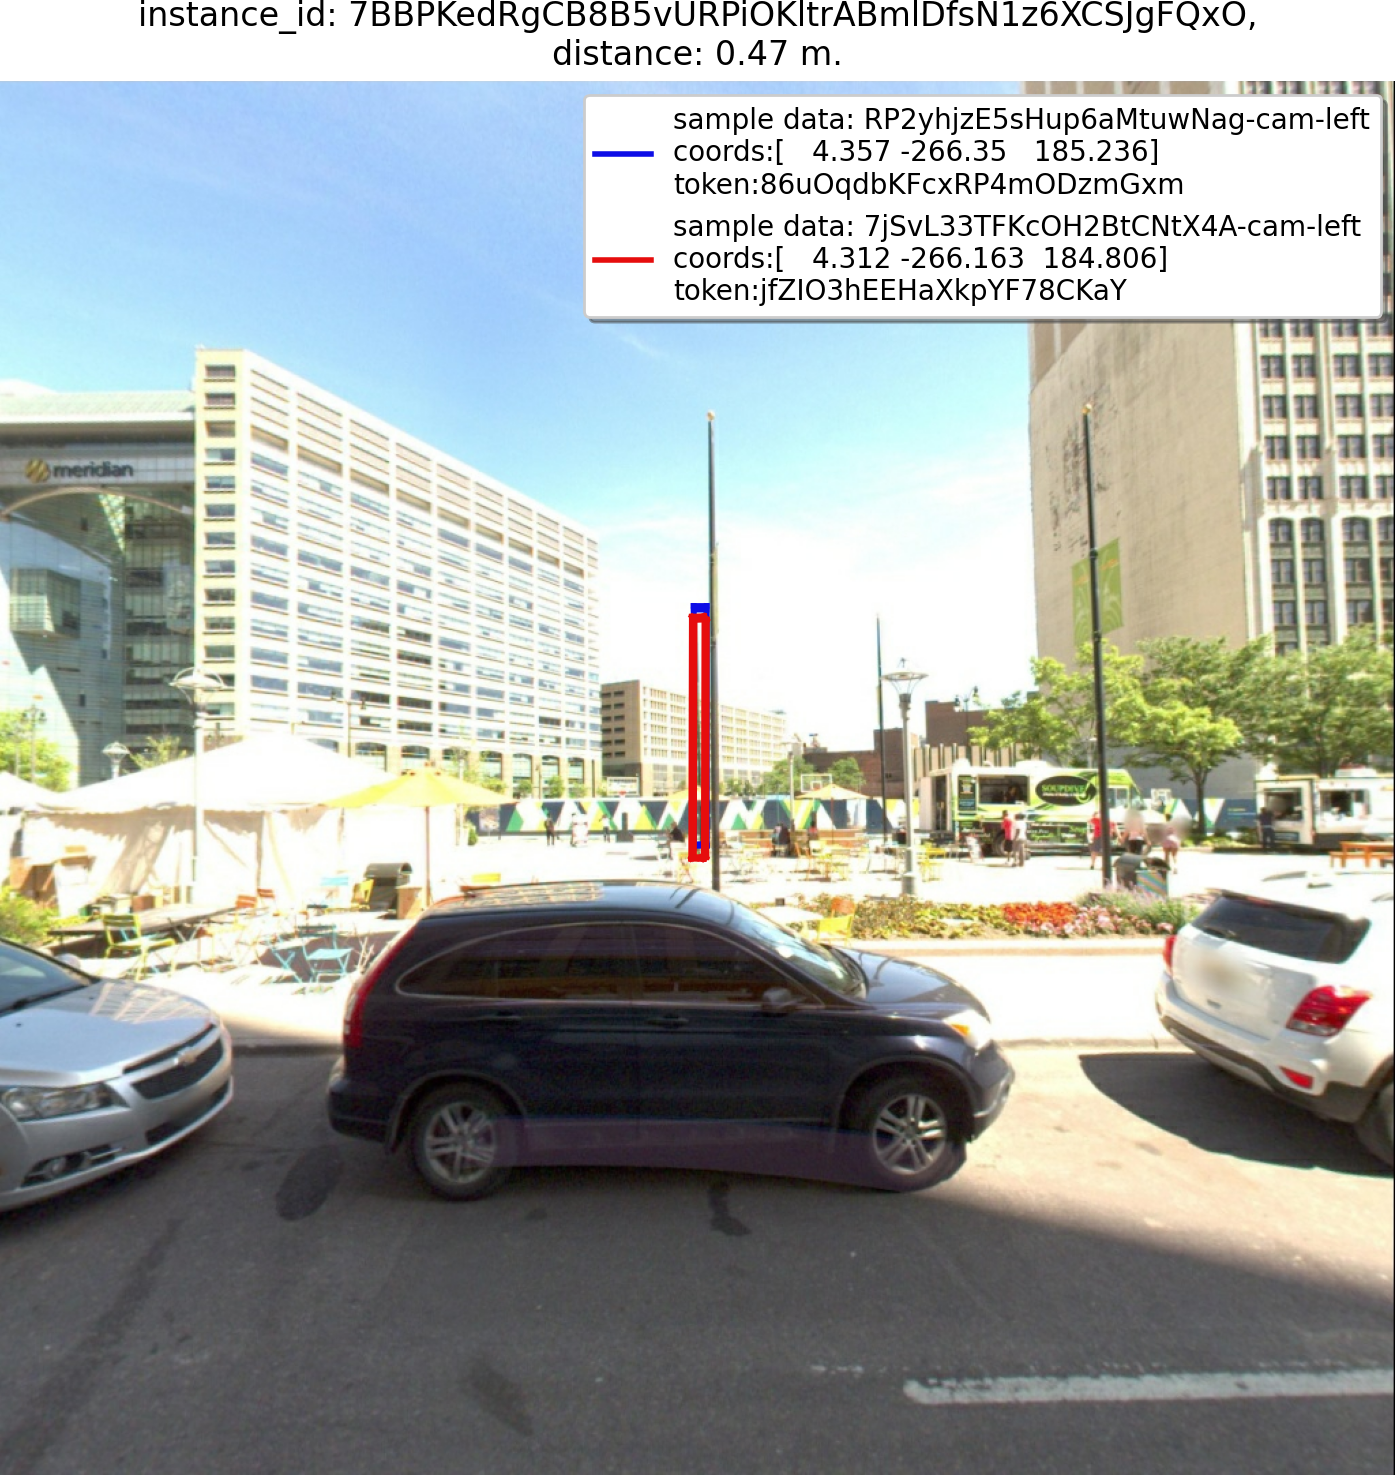 instance_id: 7BBPKedRgCB8B5vURPiOKltrABmlDfsN1z6XCSJgFQxO,
distance: 0.47 m.
sample data: RP2yhjzE5sHup6aMtuwNag-cam-left
coords:[   4.357 -266.35   185.236]
token:86uOqdbKFcxRP4mODzmGxm
sample data: 7jSvL33TFKcOH2BtCNtX4A-cam-left
coords:[   4.312 -266.163  184.806]
token:jfZIO3hEEHaXkpYF78CKaY
meridian
SOUPDIVE